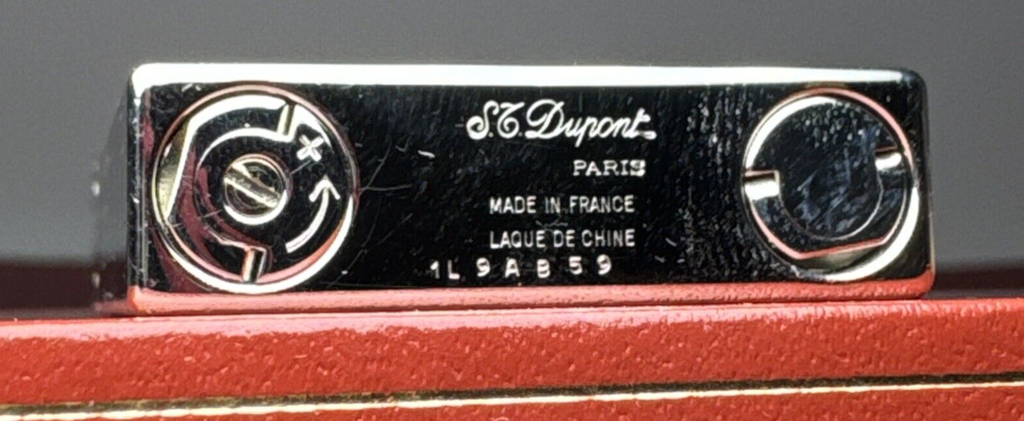 S.T. Dupont
PARIS
MADE IN FRANCE
LAQUE DE CHINE
1L9AB59
+